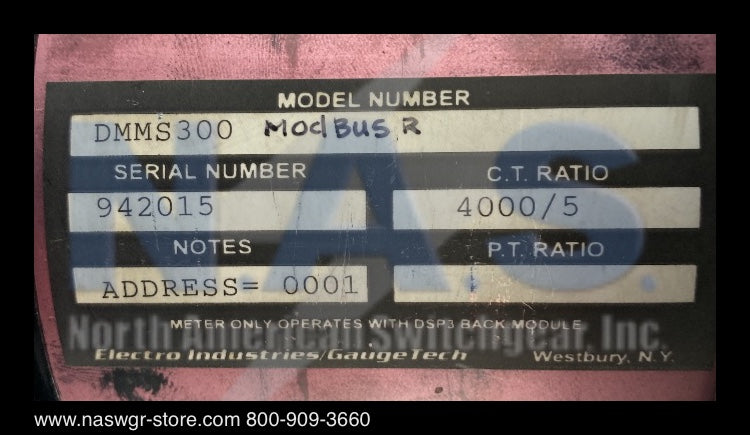 MODEL NUMBER
DMMS300 ModBus R
SERIAL NUMBER C.T. RATIO
942015 4000/5
NOTES P.T. RATIO
ADDRESS= 0001
METER ONLY OPERATES WITH DSP3 BACK MODULE
Electro Industries/GaugeTech Westbury, N.Y.
N.A.S.
North American Switchgear, Inc.
www.naswgr-store.com 800-909-3660